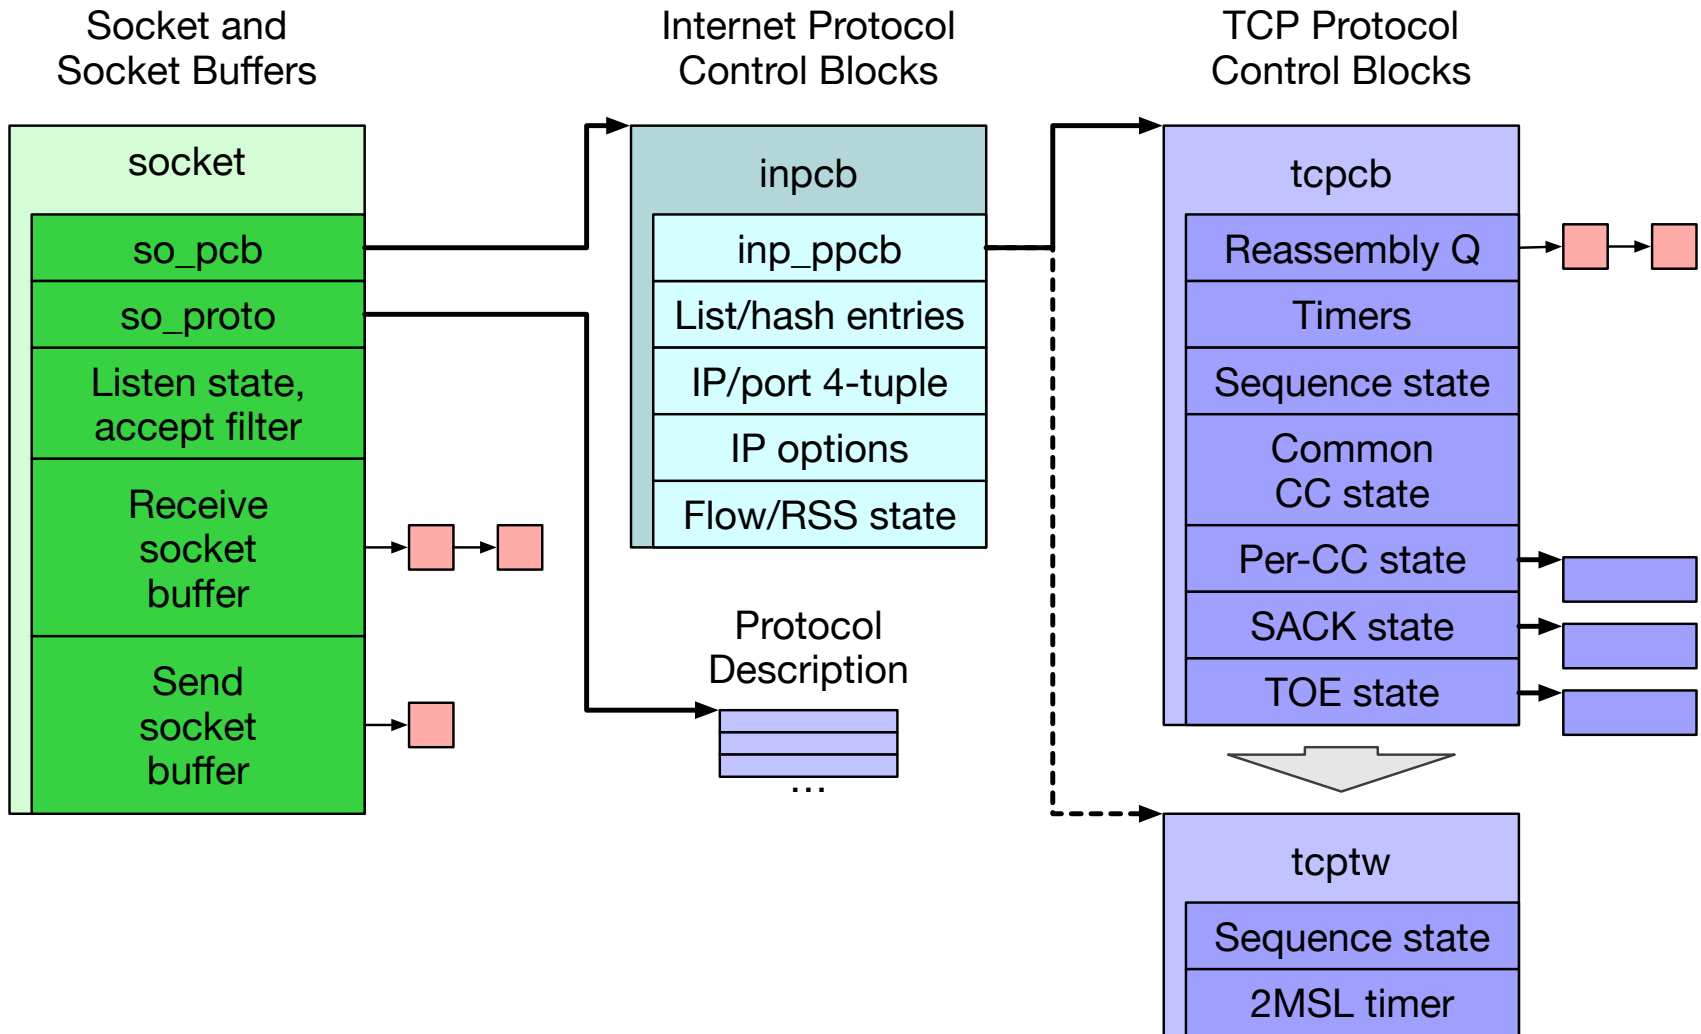 Socket and
Socket Buffers
Internet Protocol
Control Blocks
TCP Protocol
Control Blocks
socket
so_pcb
so_proto
Listen state,
accept filter
Receive
socket
buffer
Send
socket
buffer
inpcb
inp_ppcb
List/hash entries
IP/port 4-tuple
IP options
Flow/RSS state
Protocol
Description
...
tcpcb
Reassembly Q
Timers
Sequence state
Common
CC state
Per-CC state
SACK state
TOE state
tcptw
Sequence state
2MSL timer